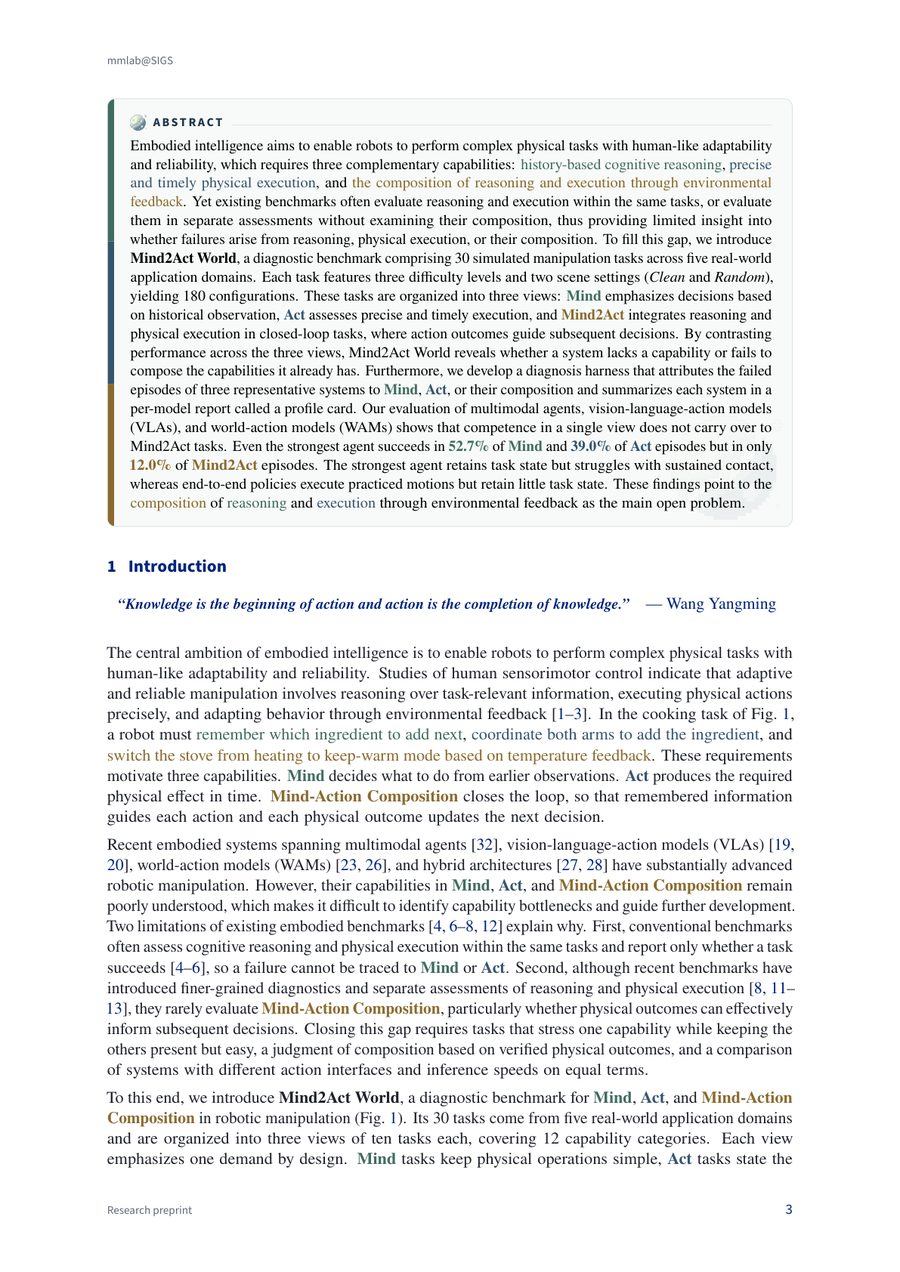 mmlab@SIGS
ABSTRACT
Embodied intelligence aims to enable robots to perform complex physical tasks with human-like adaptability
and reliability, which requires three complementary capabilities: history-based cognitive reasoning, precise
and timely physical execution, and the composition of reasoning and execution through environmental
feedback. Yet existing benchmarks often evaluate reasoning and execution within the same tasks, or evaluate
them in separate assessments without examining their composition, thus providing limited insight into
whether failures arise from reasoning, physical execution, or their composition. To fill this gap, we introduce
Mind2Act World, a diagnostic benchmark comprising 30 simulated manipulation tasks across five real-world
application domains. Each task features three difficulty levels and two scene settings (Clean and Random),
yielding 180 configurations. These tasks are organized into three views: Mind emphasizes decisions based
on historical observation, Act assesses precise and timely execution, and Mind2Act integrates reasoning and
physical execution in closed-loop tasks, where action outcomes guide subsequent decisions. By contrasting
performance across the three views, Mind2Act World reveals whether a system lacks a capability or fails to
compose the capabilities it already has. Furthermore, we develop a diagnosis harness that attributes the failed
episodes of three representative systems to Mind, Act, or their composition and summarizes each system in a
per-model report called a profile card. Our evaluation of multimodal agents, vision-language-action models
(VLAs), and world-action models (WAMs) shows that competence in a single view does not carry over to
Mind2Act tasks. Even the strongest agent succeeds in 52.7% of Mind and 39.0% of Act episodes but in only
12.0% of Mind2Act episodes. The strongest agent retains task state but struggles with sustained contact,
whereas end-to-end policies execute practiced motions but retain little task state. These findings point to the
composition of reasoning and execution through environmental feedback as the main open problem.
1 Introduction
“Knowledge is the beginning of action and action is the completion of knowledge.” — Wang Yangming
The central ambition of embodied intelligence is to enable robots to perform complex physical tasks with
human-like adaptability and reliability. Studies of human sensorimotor control indicate that adaptive
and reliable manipulation involves reasoning over task-relevant information, executing physical actions
precisely, and adapting behavior through environmental feedback [1–3]. In the cooking task of Fig. 1,
a robot must remember which ingredient to add next, coordinate both arms to add the ingredient, and
switch the stove from heating to keep-warm mode based on temperature feedback. These requirements
motivate three capabilities. Mind decides what to do from earlier observations. Act produces the required
physical effect in time. Mind-Action Composition closes the loop, so that remembered information
guides each action and each physical outcome updates the next decision.
Recent embodied systems spanning multimodal agents [32], vision-language-action models (VLAs) [19,
20], world-action models (WAMs) [23, 26], and hybrid architectures [27, 28] have substantially advanced
robotic manipulation. However, their capabilities in Mind, Act, and Mind-Action Composition remain
poorly understood, which makes it difficult to identify capability bottlenecks and guide further development.
Two limitations of existing embodied benchmarks [4, 6–8, 12] explain why. First, conventional benchmarks
often assess cognitive reasoning and physical execution within the same tasks and report only whether a task
succeeds [4–6], so a failure cannot be traced to Mind or Act. Second, although recent benchmarks have
introduced finer-grained diagnostics and separate assessments of reasoning and physical execution [8, 11–
13], they rarely evaluate Mind-Action Composition, particularly whether physical outcomes can effectively
inform subsequent decisions. Closing this gap requires tasks that stress one capability while keeping the
others present but easy, a judgment of composition based on verified physical outcomes, and a comparison
of systems with different action interfaces and inference speeds on equal terms.
To this end, we introduce Mind2Act World, a diagnostic benchmark for Mind, Act, and Mind-Action
Composition in robotic manipulation (Fig. 1). Its 30 tasks come from five real-world application domains
and are organized into three views of ten tasks each, covering 12 capability categories. Each view
emphasizes one demand by design. Mind tasks keep physical operations simple, Act tasks state the
Research preprint
3